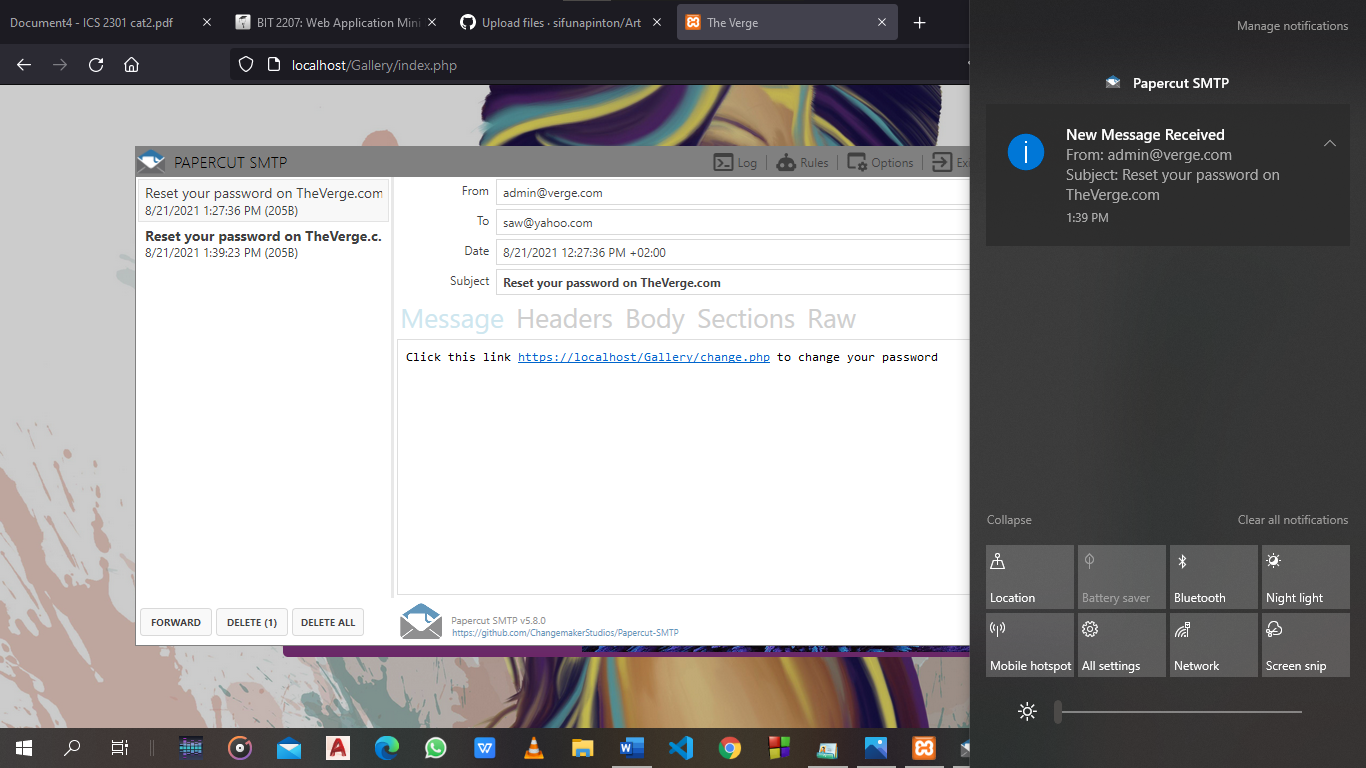 Document4 - ICS 2301 cat2.pdf
BIT 2207: Web Application Mini
Upload files · sifunapinton/Art
The Verge
localhost/Gallery/index.php
PAPERCUT SMTP
Log
Rules
Options
Exi
Reset your password on TheVerge.com
8/21/2021 1:27:36 PM (205B)
Reset your password on TheVerge.c.
8/21/2021 1:39:23 PM (205B)
From admin@verge.com
To saw@yahoo.com
Date 8/21/2021 12:27:36 PM +02:00
Subject Reset your password on TheVerge.com
Message Headers Body Sections Raw
Click this link https://localhost/Gallery/change.php to change your password
FORWARD
DELETE (1)
DELETE ALL
Papercut SMTP v5.8.0
https://github.com/ChangemakerStudios/Papercut-SMTP
Manage notifications
Papercut SMTP
New Message Received
From: admin@verge.com
Subject: Reset your password on
TheVerge.com
1:39 PM
Collapse
Clear all notifications
Location
Battery saver
Bluetooth
Night light
Mobile hotspot
All settings
Network
Screen snip